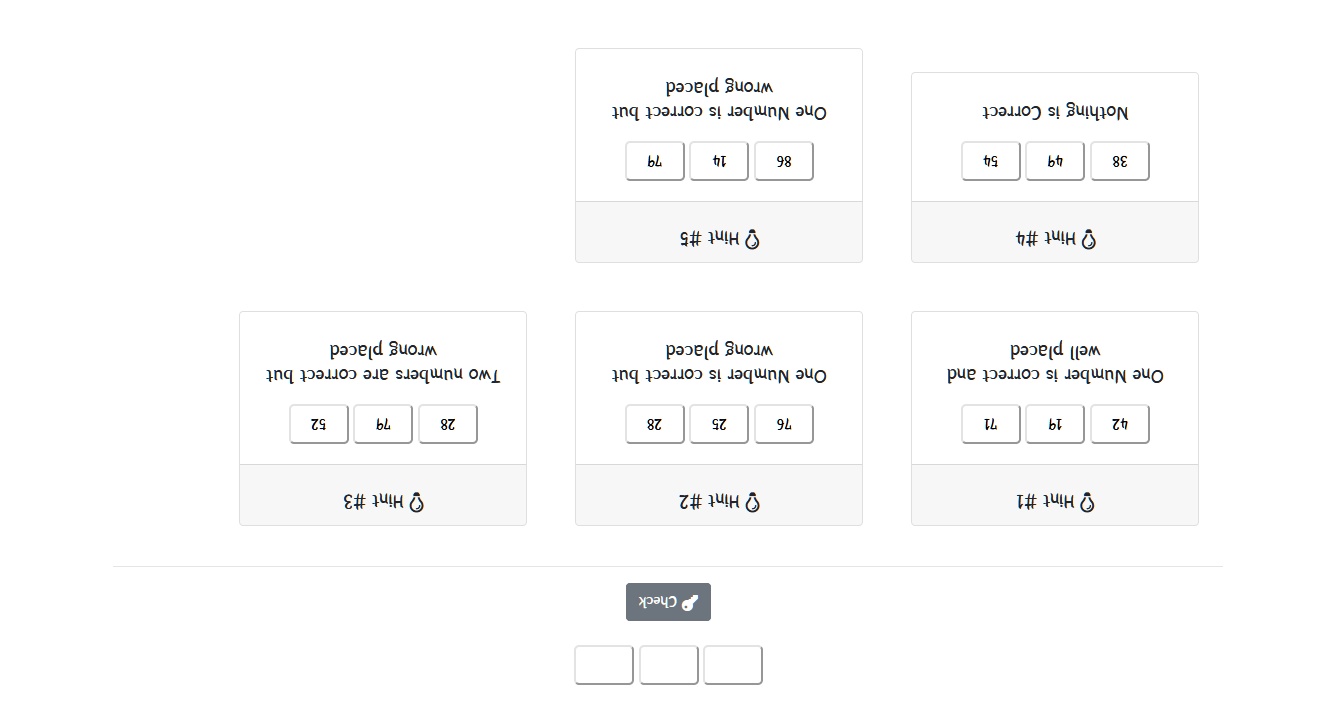 Check
Hint #1
42 19 71
One Number is correct and
well placed
Hint #2
76 25 28
One Number is correct but
wrong placed
Hint #3
28 79 52
Two numbers are correct but
wrong placed
Hint #4
38 49 54
Nothing is Correct
Hint #5
86 14 79
One Number is correct but
wrong placed